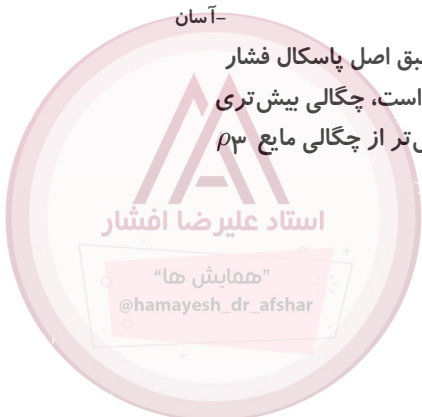 -آسان
بق اصل پاسکال فشار
است، چگالی بیش‌تری
ش‌تر از چگالی مایع ρ۳
استاد علیرضا افشار
“همایش ها”
@hamayesh_dr_afshar